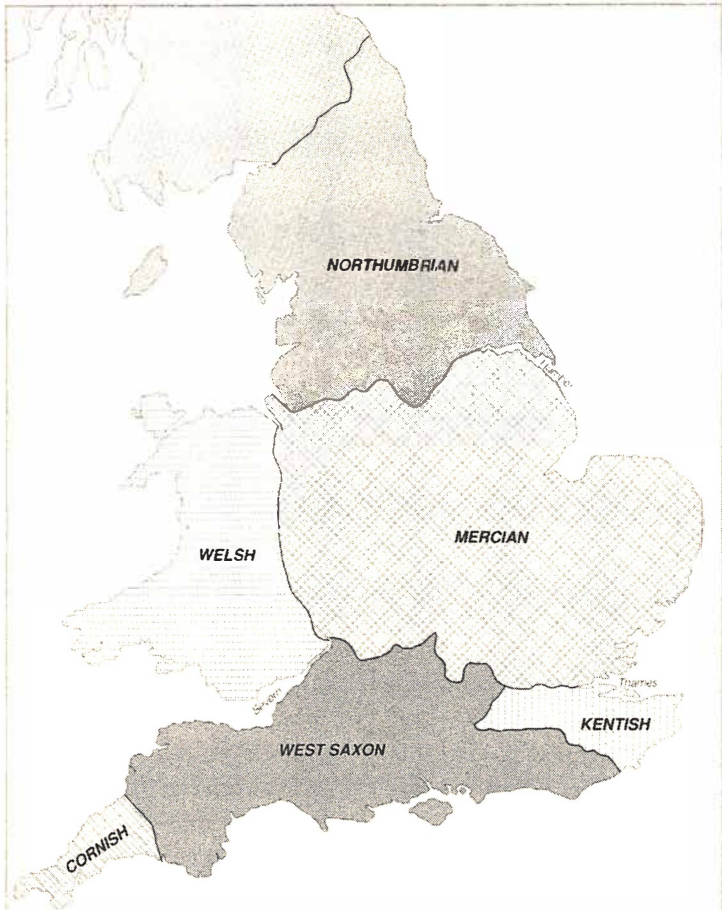 NORTHUMBRIAN
Humber
MERCIAN
WELSH
Severn
Thames
KENTISH
WEST SAXON
CORNISH